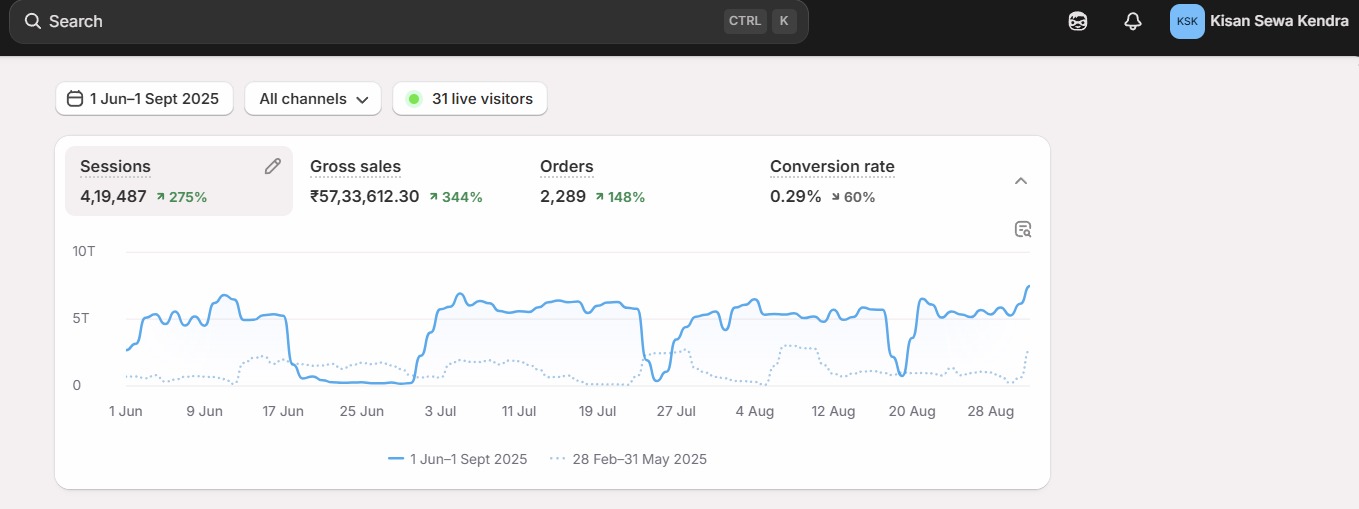 Search CTRL K KSK Kisan Sewa Kendra
1 Jun–1 Sept 2025 All channels 31 live visitors
Sessions Gross sales Orders Conversion rate
4,19,487 275% ₹57,33,612.30 344% 2,289 148% 0.29% 60%
10T
5T
0
1 Jun 9 Jun 17 Jun 25 Jun 3 Jul 11 Jul 19 Jul 27 Jul 4 Aug 12 Aug 20 Aug 28 Aug
1 Jun–1 Sept 2025 28 Feb–31 May 2025